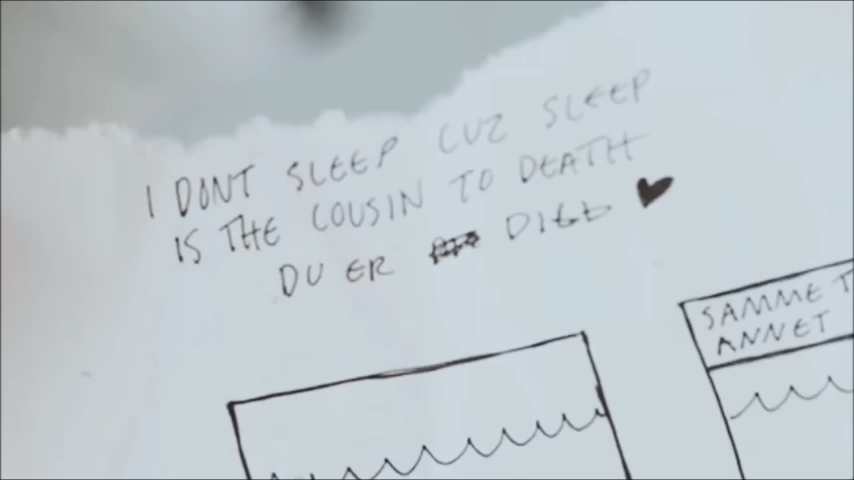 I DONT SLEEP CUZ SLEEP
IS THE COUSIN TO DEATH
DU ER DIGG
SAMME T
ANNET